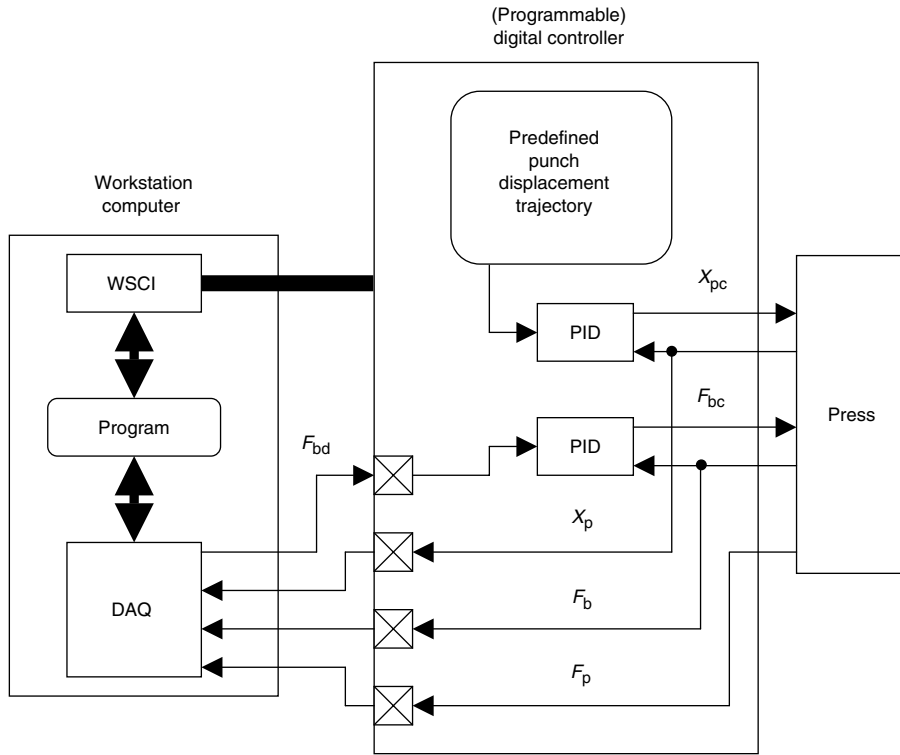 (Programmable)
digital controller
Predefined
punch
displacement
trajectory
Workstation
computer
WSCI
X_pc
PID
F_bc
Press
Program
F_bd
PID
X_p
DAQ
F_b
F_p